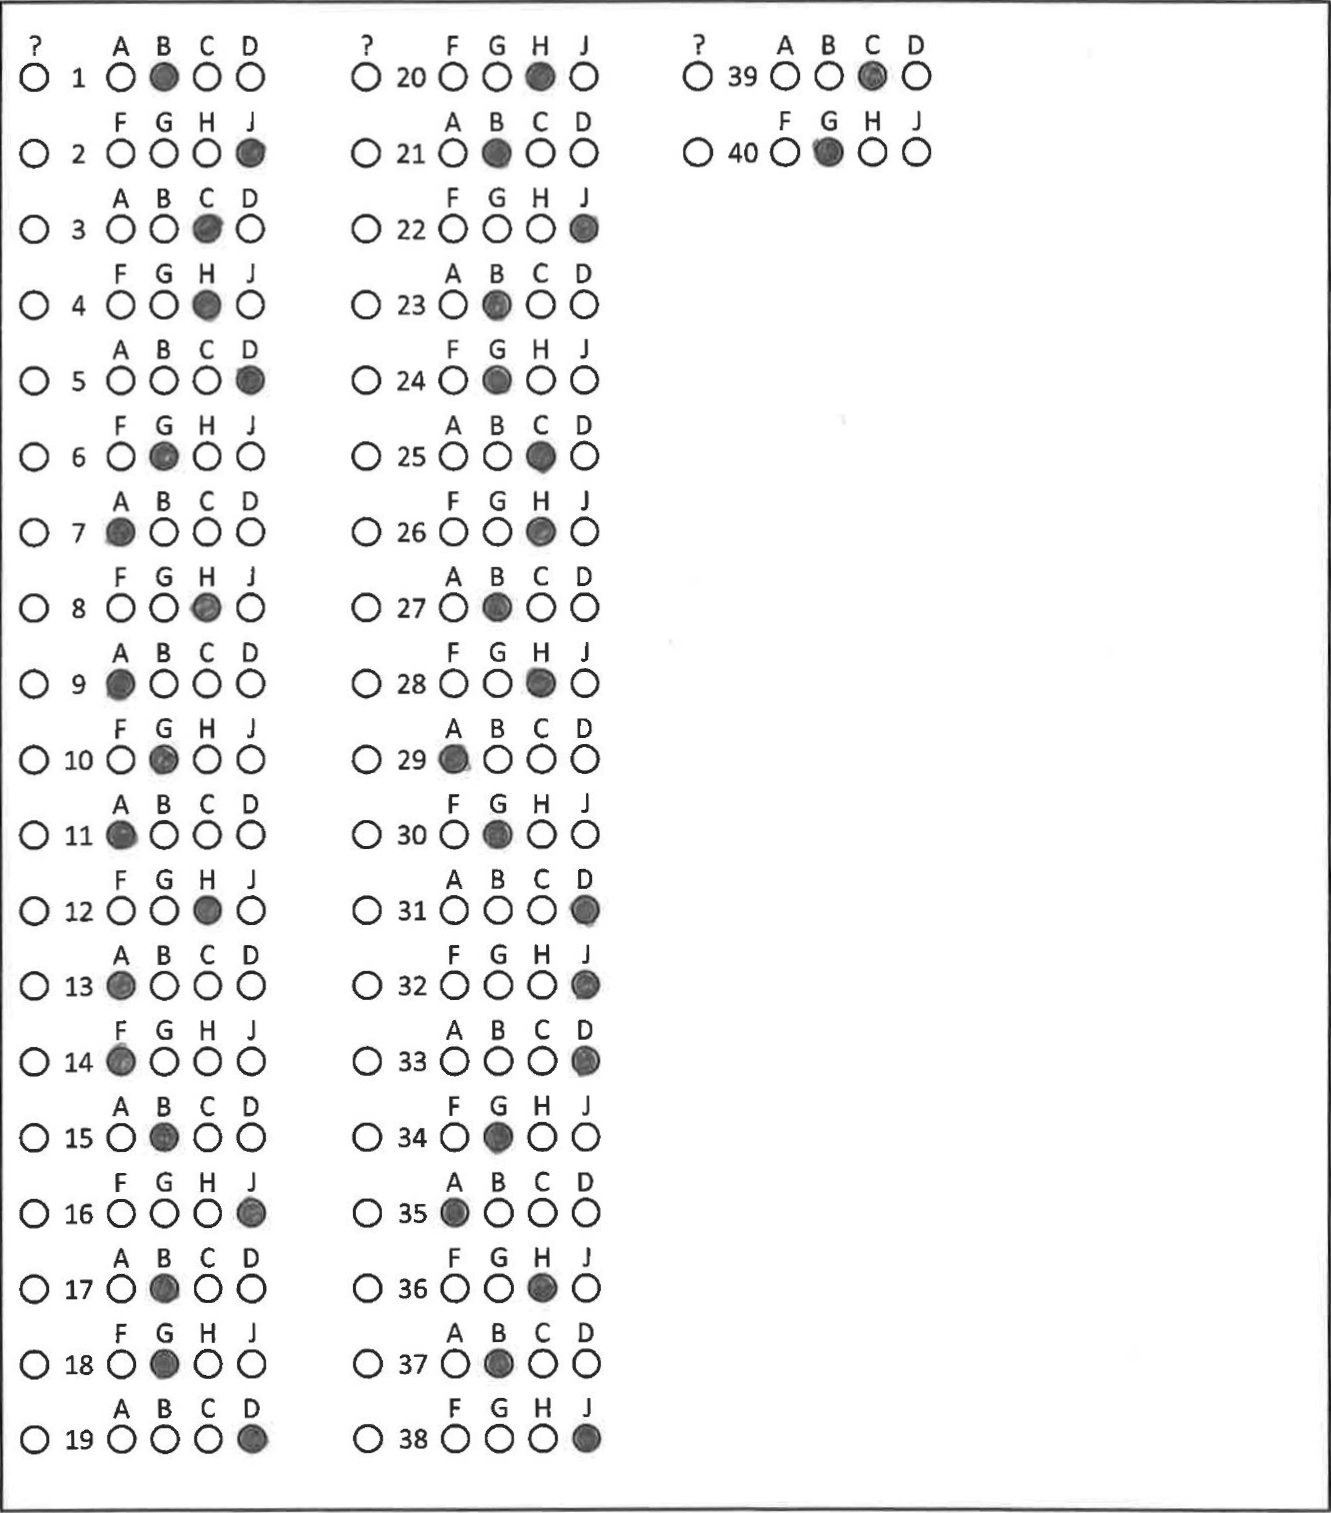 ? A B C D
1
F G H J
2
A B C D
3
F G H J
4
A B C D
5
F G H J
6
A B C D
7
F G H J
8
A B C D
9
F G H J
10
A B C D
11
F G H J
12
A B C D
13
F G H J
14
A B C D
15
F G H J
16
A B C D
17
F G H J
18
A B C D
19
? F G H J
20
A B C D
21
F G H J
22
A B C D
23
F G H J
24
A B C D
25
F G H J
26
A B C D
27
F G H J
28
A B C D
29
F G H J
30
A B C D
31
F G H J
32
A B C D
33
F G H J
34
A B C D
35
F G H J
36
A B C D
37
F G H J
38
? A B C D
39
F G H J
40